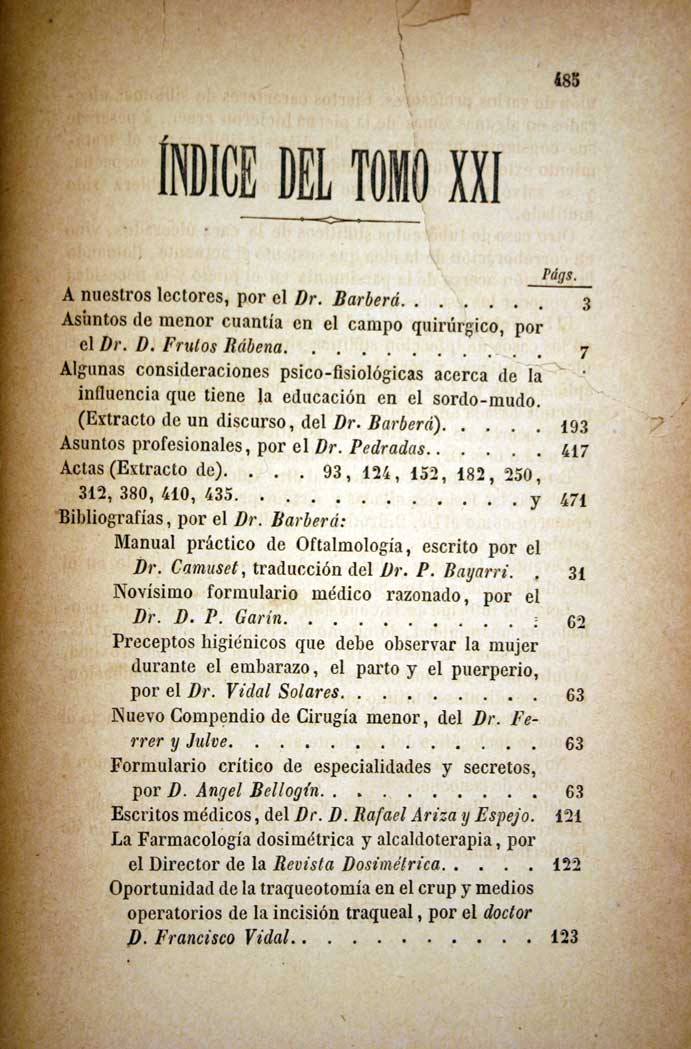 485
ÍNDICE DEL TOMO XXI
Págs.
A nuestros lectores, por el Dr. Barberá. . . . . . . 3
Asuntos de menor cuantía en el campo quirúrgico, por
el Dr. D. Frutos Rábena. . . . . . . . . . . 7
Algunas consideraciones psico-fisiológicas acerca de la
influencia que tiene la educación en el sordo-mudo.
(Extracto de un discurso, del Dr. Barberá). . . . . 193
Asuntos profesionales, por el Dr. Pedradas. . . . . . 417
Actas (Extracto de). . . . 93, 124, 152, 182, 250,
312, 380, 410, 435. . . . . . . . . . . . y 471
Bibliografías, por el Dr. Barberá:
Manual práctico de Oftalmología, escrito por el
Dr. Camuset, traducción del Dr. P. Bayarri. . 31
Novísimo formulario médico razonado, por el
Dr. D. P. Garín. . . . . . . . . . . . 62
Preceptos higiénicos que debe observar la mujer
durante el embarazo, el parto y el puerperio,
por el Dr. Vidal Solares. . . . . . . . . 63
Nuevo Compendio de Cirugía menor, del Dr. Fe-
rrer y Julve. . . . . . . . . . . . . . 63
Formulario crítico de especialidades y secretos,
por D. Angel Bellogín. . . . . . . . . . 63
Escritos médicos, del Dr. D. Rafael Ariza y Espejo. 121
La Farmacología dosimétrica y alcaldoterapia, por
el Director de la Revista Dosimétrica. . . . . 122
Oportunidad de la traqueotomía en el crup y medios
operatorios de la incisión traqueal, por el doctor
D. Francisco Vidal. . . . . . . . . . . . 123